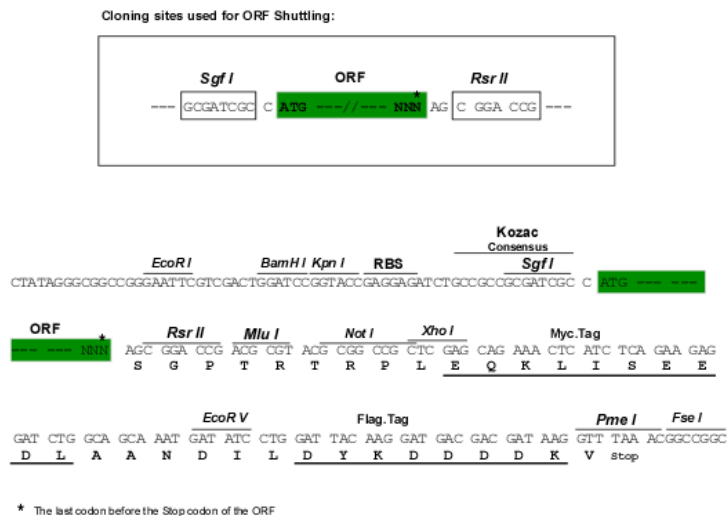 Cloning sites used for ORF Shuttling:
Sgf I ORF Rsr II
*
--- GCGATCGC C ATG ---//--- NNN AG C GGA CCG ---
Kozac
Consensus
EcoR I BamH I Kpn I RBS Sgf I
CTATAGGGCGGCCGGGAATTCGTCGACTGGATCCGGTACCGAGGAGATCTGCCGCCGCGATCGC C ATG --- ---
ORF * Rsr II Mlu I Not I Xho I Myc.Tag
--- --- NNN AGC GGA CCG ACG CGT ACG CGG CCG CTC GAG CAG AAA CTC ATC TCA GAA GAG
S G P T R T R P L E Q K L I S E E
EcoR V Flag.Tag Pme I Fse I
GAT CTG GCA GCA AAT GAT ATC CTG GAT TAC AAG GAT GAC GAC GAT AAG GTT TAA ACGGCCGGC
D L A A N D I L D Y K D D D D K V Stop
* The last codon before the Stop codon of the ORF